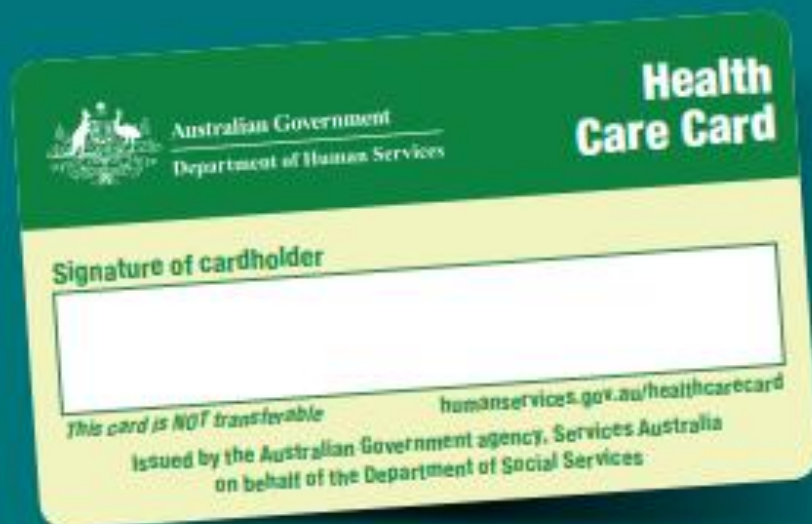 Australian Government
Department of Human Services
Health
Care Card
Signature of cardholder
This card is NOT transferable
humanservices.gov.au/healthcarecard
Issued by the Australian Government agency, Services Australia
on behalf of the Department of Social Services